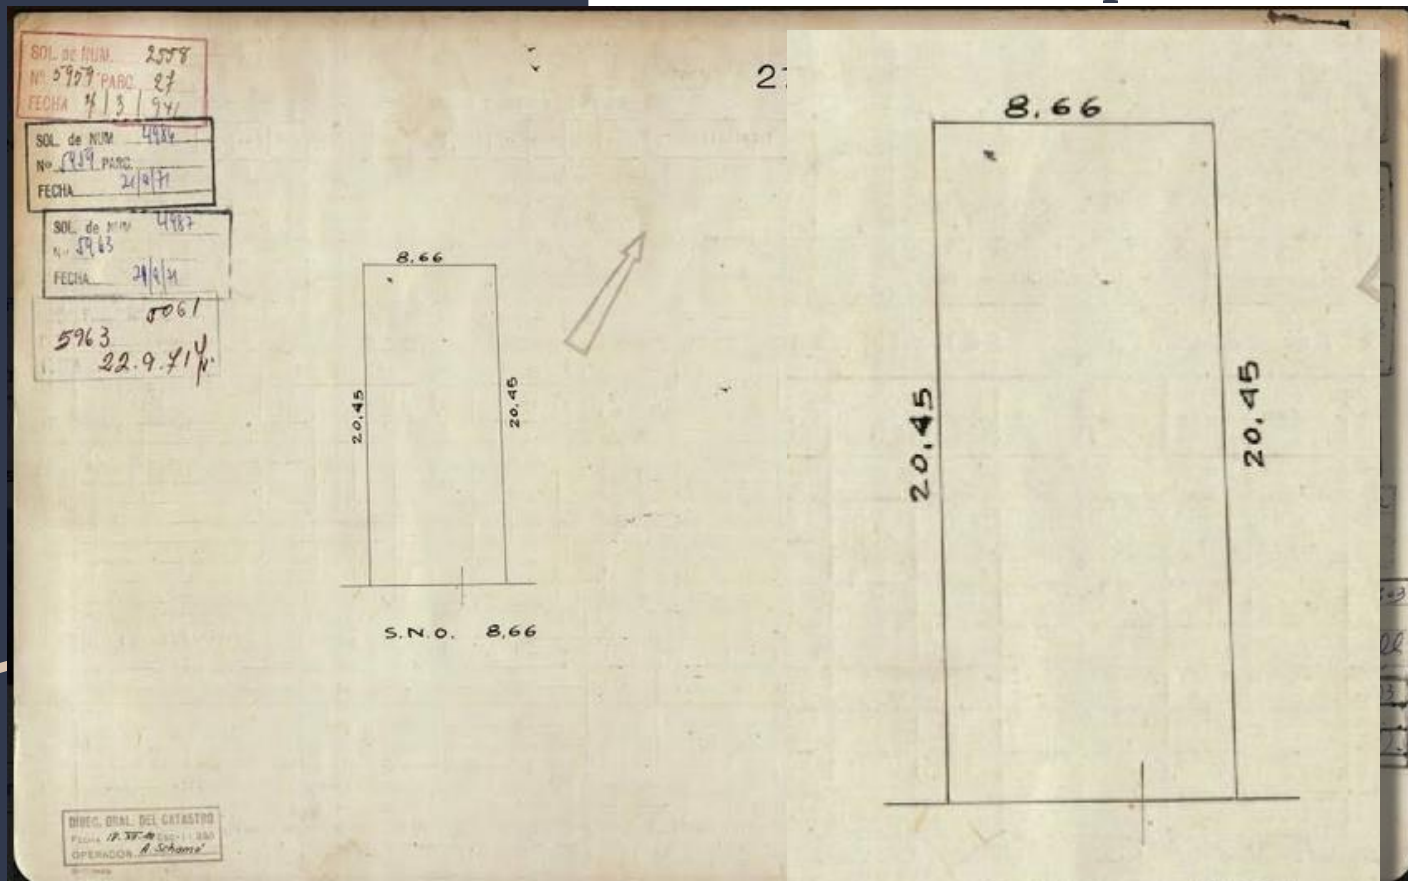 SOL. de NUM. 2558
Nº 5959 PARC. 27
FECHA 4/3/941
SOL. de NUM 4986
Nº 5959 PARC.
FECHA 21/9/71
SOL. de NUM 4987
Nº 5963
FECHA 21/9/71
5061
5963
22.9.71
8.66
20.45
20.45
S.N.O. 8,66
DIREC. GRAL. DEL CATASTRO
OPERADOR A. Schamó
8.66
20.45
20.45